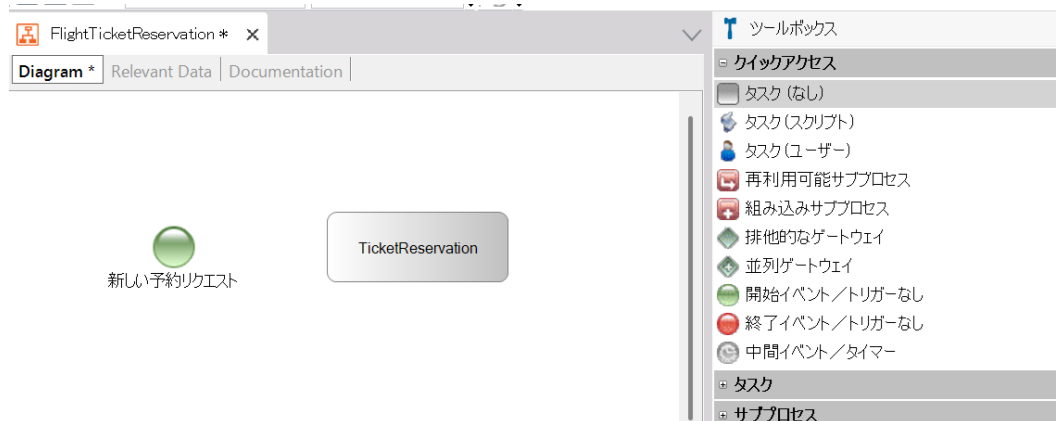 FlightTicketReservation *
Diagram * Relevant Data Documentation
新しい予約リクエスト
TicketReservation
ツールボックス
クイックアクセス
タスク (なし)
タスク (スクリプト)
タスク (ユーザー)
再利用可能サブプロセス
組み込みサブプロセス
排他的なゲートウェイ
並列ゲートウェイ
開始イベント／トリガーなし
終了イベント／トリガーなし
中間イベント／タイマー
タスク
サブプロセス